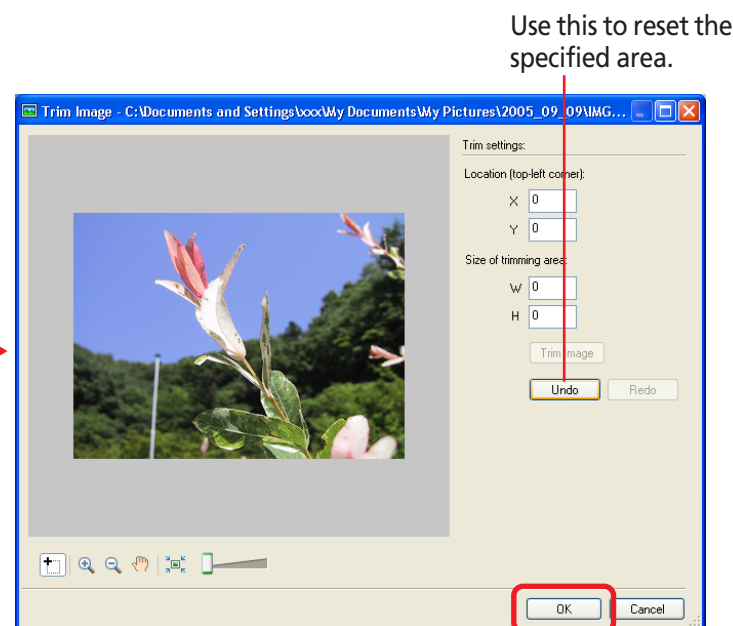 Use this to reset the
specified area.
Trim Image - C:\Documents and Settings\xxx\My Documents\My Pictures\2005_09_09\IMG...
Trim settings:
Location (top-left corner):
X 0
Y 0
Size of trimming area:
W 0
H 0
Trim Image
Undo Redo
OK Cancel